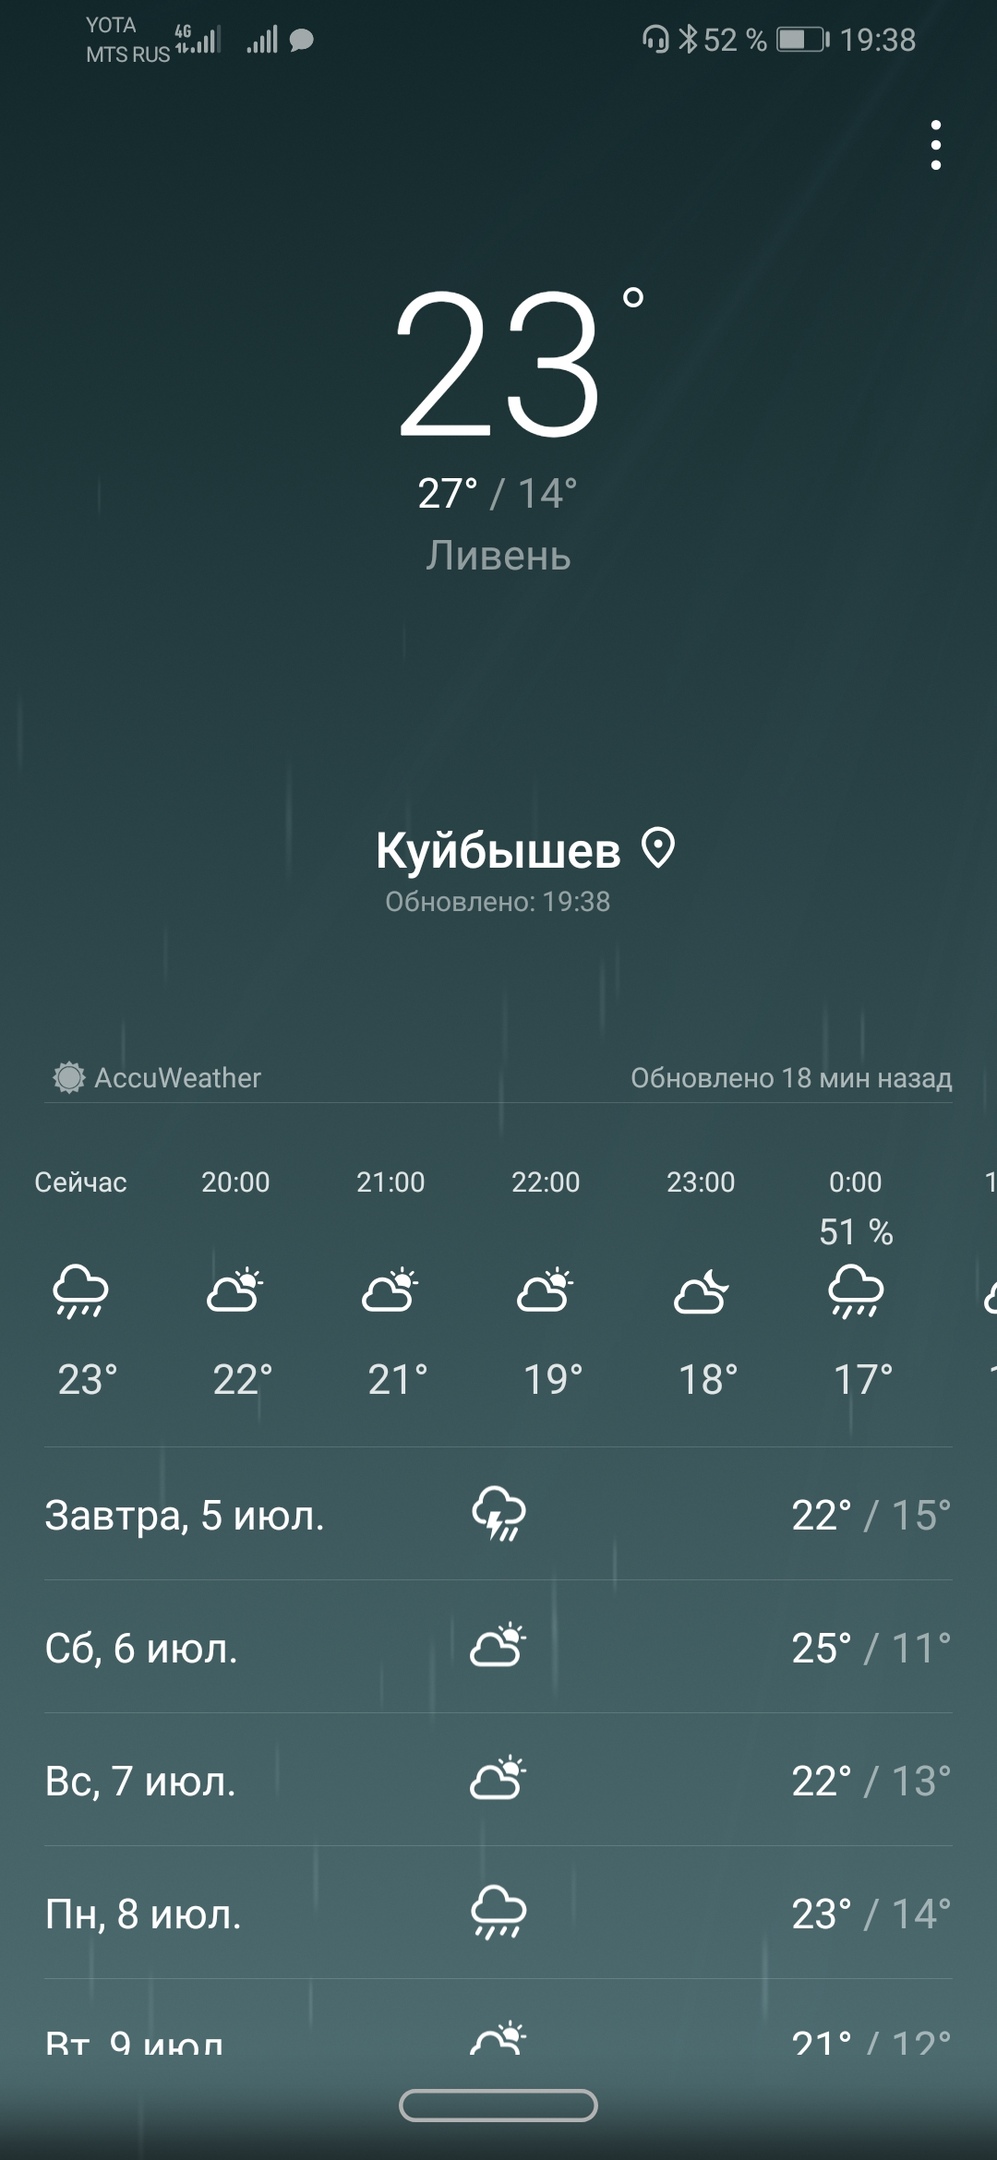 YOTA
MTS RUS 4G 52 % 19:38
23°
27° / 14°
Ливень
Куйбышев
Обновлено: 19:38
AccuWeather Обновлено 18 мин назад
Сейчас 20:00 21:00 22:00 23:00 0:00
51 %
23° 22° 21° 19° 18° 17°
Завтра, 5 июл. 22° / 15°
Сб, 6 июл. 25° / 11°
Вс, 7 июл. 22° / 13°
Пн, 8 июл. 23° / 14°
Вт, 9 июл. 21° / 12°